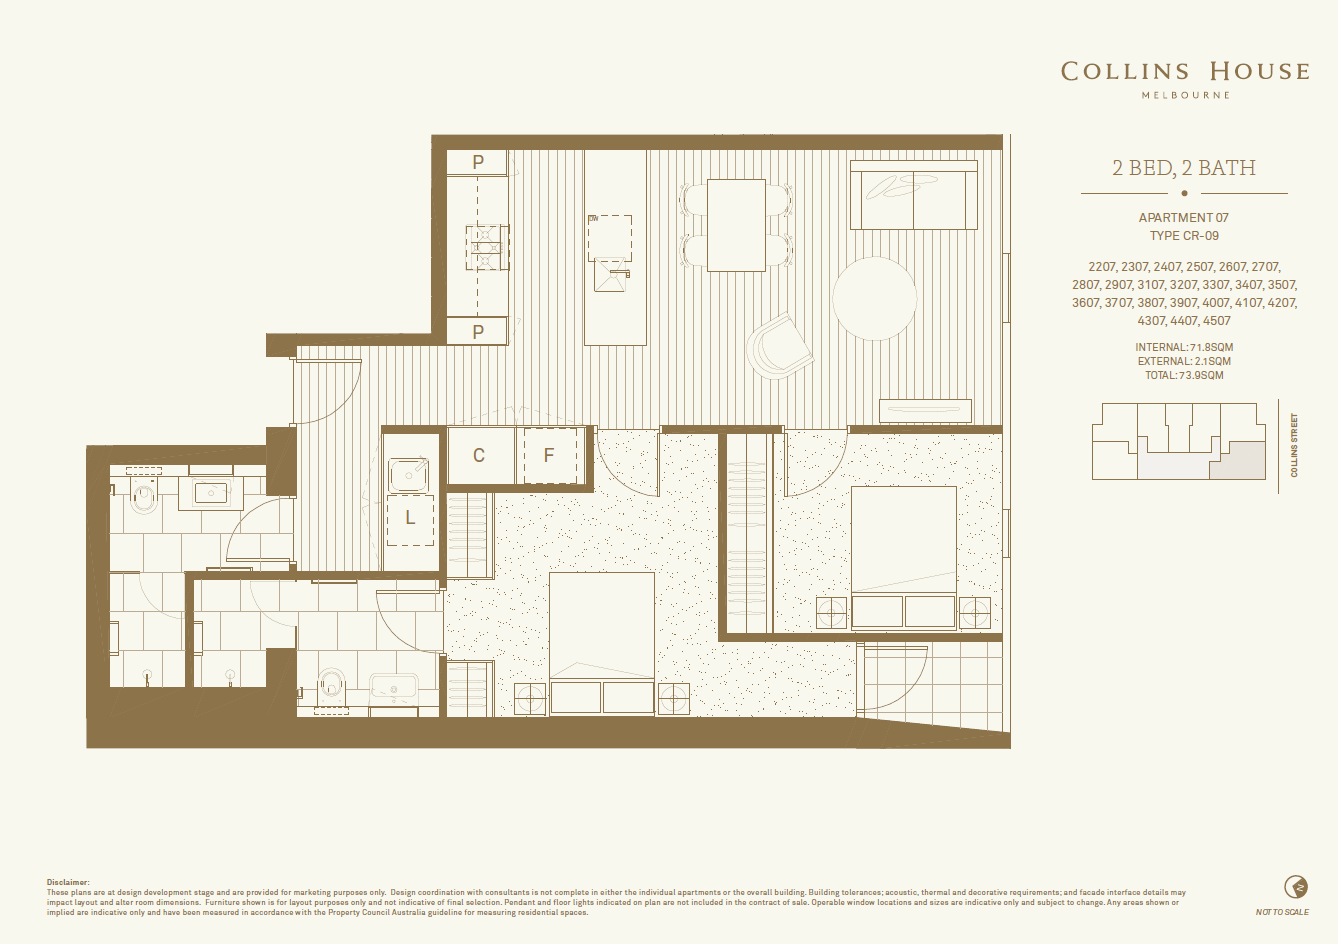 COLLINS HOUSE
MELBOURNE
2 BED, 2 BATH
APARTMENT 07
TYPE CR-09
2207, 2307, 2407, 2507, 2607, 2707,
2807, 2907, 3107, 3207, 3307, 3407, 3507,
3607, 3707, 3807, 3907, 4007, 4107, 4207,
4307, 4407, 4507
INTERNAL: 71.8SQM
EXTERNAL: 2.1SQM
TOTAL: 73.9SQM
COLLINS STREET
P
DW
P
C
F
L
Disclaimer:
These plans are at design development stage and are provided for marketing purposes only. Design coordination with consultants is not complete in either the individual apartments or the overall building. Building tolerances; acoustic, thermal and decorative requirements; and facade interface details may
impact layout and alter room dimensions. Furniture shown is for layout purposes only and not indicative of final selection. Pendant and floor lights indicated on plan are not included in the contract of sale. Operable window locations and sizes are indicative only and subject to change. Any areas shown or
implied are indicative only and have been measured in accordance with the Property Council Australia guideline for measuring residential spaces.
N
NOT TO SCALE